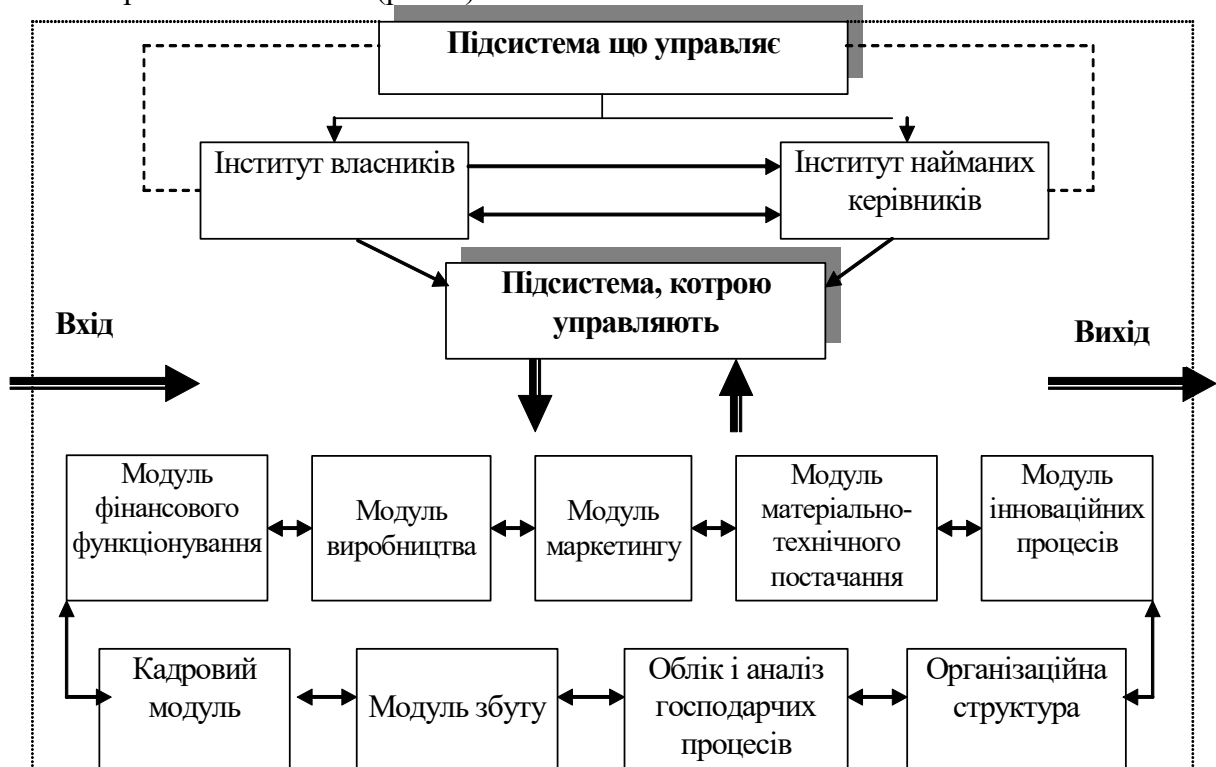 Підсистема що управляє
Інститут власників
Інститут найманих
керівників
Підсистема, котрою
управляють
Вхід
Вихід
Модуль
фінансового
функціонування
Модуль
виробництва
Модуль
маркетингу
Модуль
матеріально-
технічного
постачання
Модуль
інноваційних
процесів
Кадровий
модуль
Модуль збуту
Облік і аналіз
господарчих
процесів
Організаційна
структура